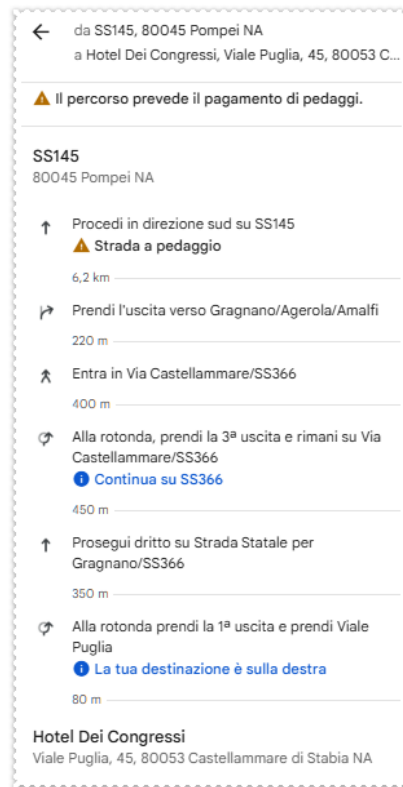 da SS145, 80045 Pompei NA
a Hotel Dei Congressi, Viale Puglia, 45, 80053 C...
Il percorso prevede il pagamento di pedaggi.
SS145
80045 Pompei NA
Procedi in direzione sud su SS145
Strada a pedaggio
6,2 km
Prendi l'uscita verso Gragnano/Agerola/Amalfi
220 m
Entra in Via Castellammare/SS366
400 m
Alla rotonda, prendi la 3ª uscita e rimani su Via
Castellammare/SS366
Continua su SS366
450 m
Prosegui dritto su Strada Statale per
Gragnano/SS366
350 m
Alla rotonda prendi la 1ª uscita e prendi Viale
Puglia
La tua destinazione è sulla destra
80 m
Hotel Dei Congressi
Viale Puglia, 45, 80053 Castellammare di Stabia NA